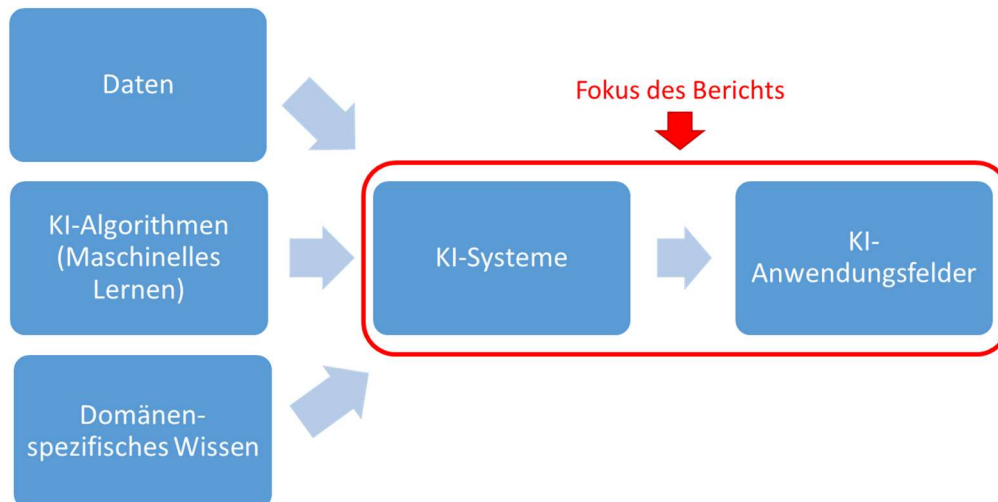 Daten
Fokus des Berichts
KI-Algorithmen
(Maschinelles
Lernen)
KI-Systeme
KI-
Anwendungsfelder
Domänen-
spezifisches Wissen